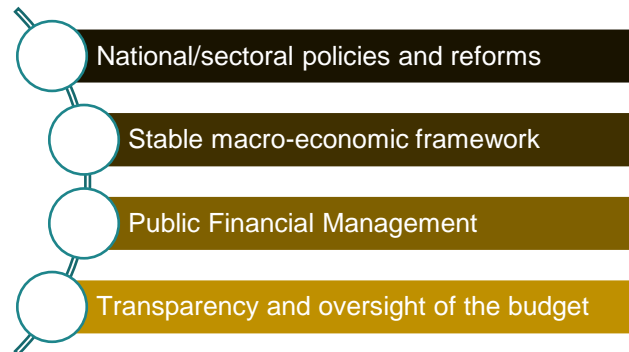 National/sectoral policies and reforms
Stable macro-economic framework
Public Financial Management
Transparency and oversight of the budget